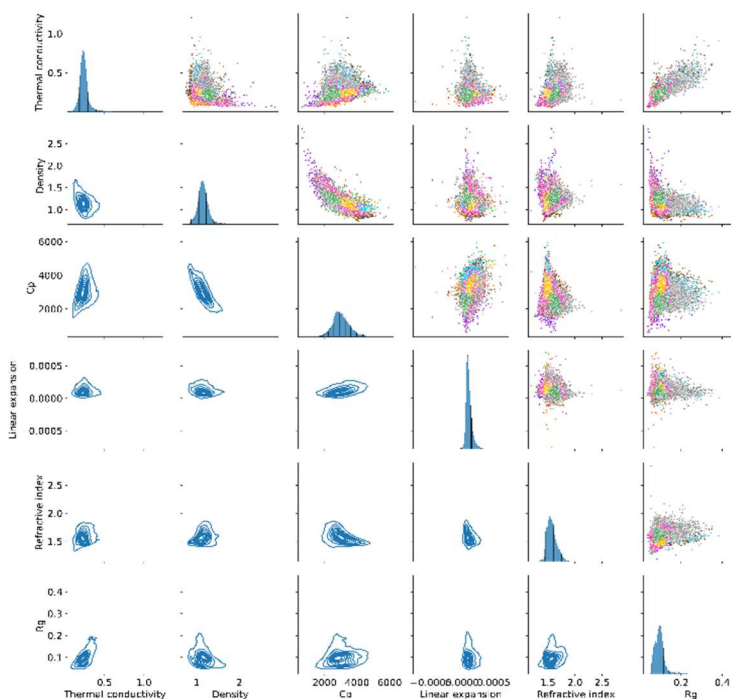 1.0
0.5
Thermal conductivity
2.5
2.0
1.5
1.0
Density
6000
4000
2000
Cp
0.0005
0.0000
0.0005
Linear expansion
2.5
2.0
1.5
Refractive index
0.4
0.3
0.2
0.1
0.0
Rg
0.5 1.0
1 2
2000 4000 6000
−0.0005 0.0000 0.0005
1.5 2.0 2.5
0.2 0.4
Thermal conductivity Density Cp Linear expansion Refractive index Rg